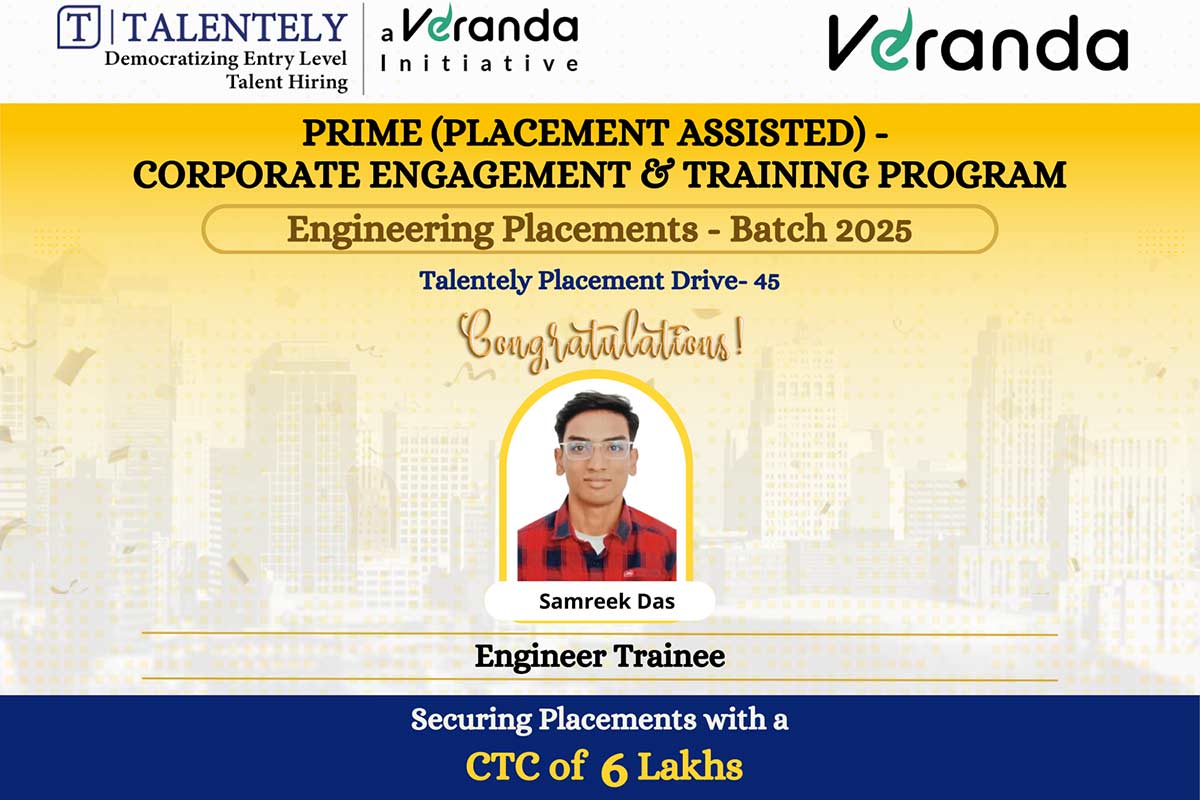 T | TALENTELY
Democratizing Entry Level
Talent Hiring
a Veranda
Initiative
Veranda
PRIME (PLACEMENT ASSISTED) -
CORPORATE ENGAGEMENT & TRAINING PROGRAM
Engineering Placements - Batch 2025
Talentely Placement Drive- 45
Congratulations!
Samreek Das
Engineer Trainee
Securing Placements with a
CTC of 6 Lakhs